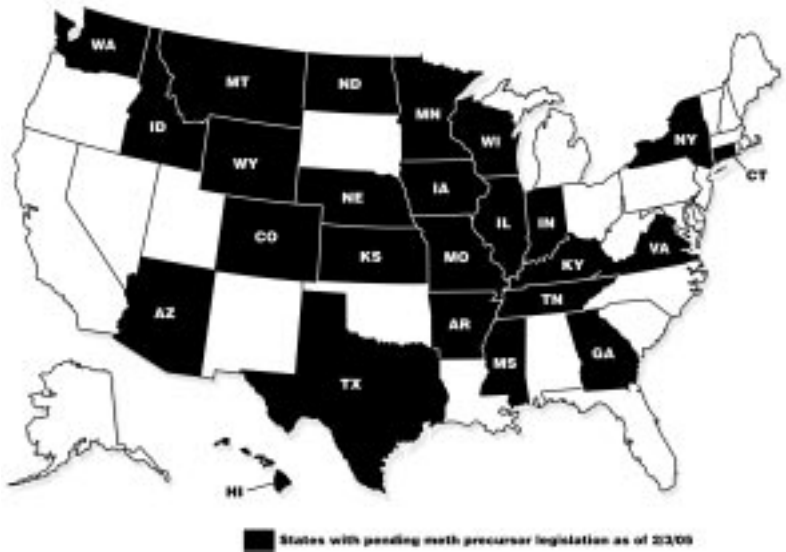 WA
MT
ND
MN
ID
WI
NY
WY
CT
IA
NE
IL
IN
CO
VA
KS
MO
KY
TN
AZ
AR
GA
MS
TX
HI
States with pending meth precursor legislation as of 2/3/05